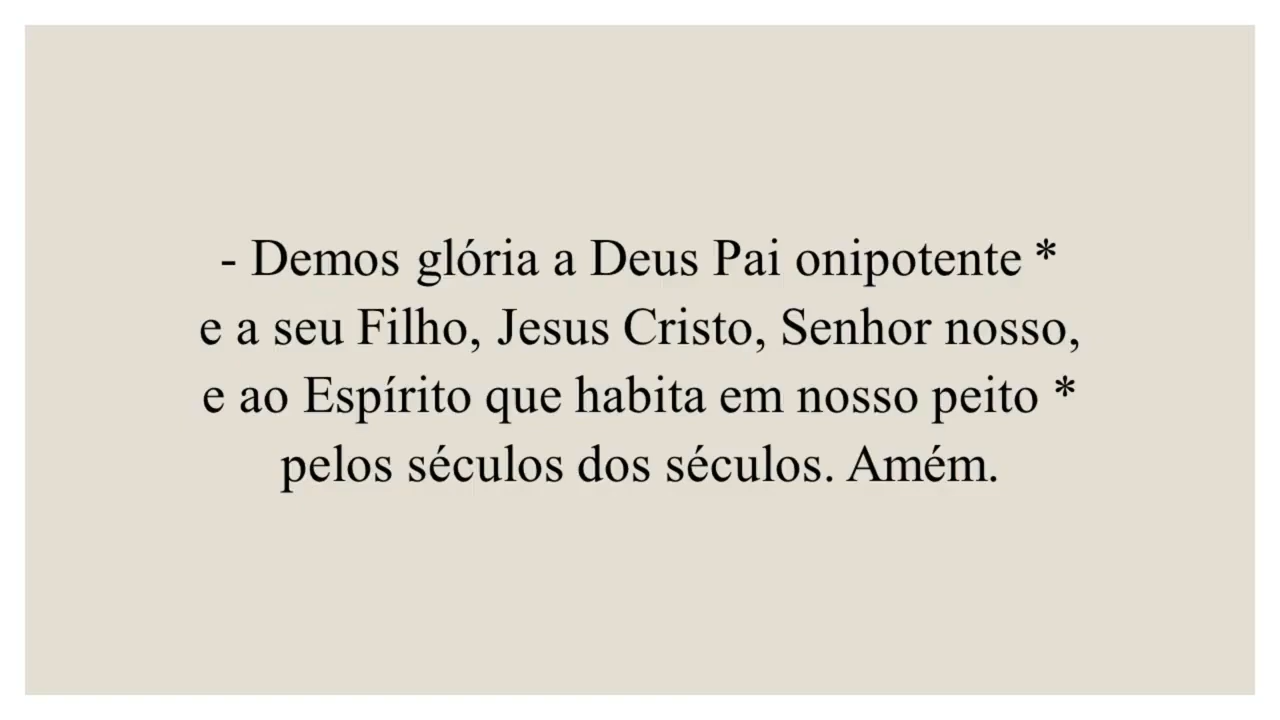 - Demos glória a Deus Pai onipotente *
e a seu Filho, Jesus Cristo, Senhor nosso,
e ao Espírito que habita em nosso peito *
pelos séculos dos séculos. Amém.